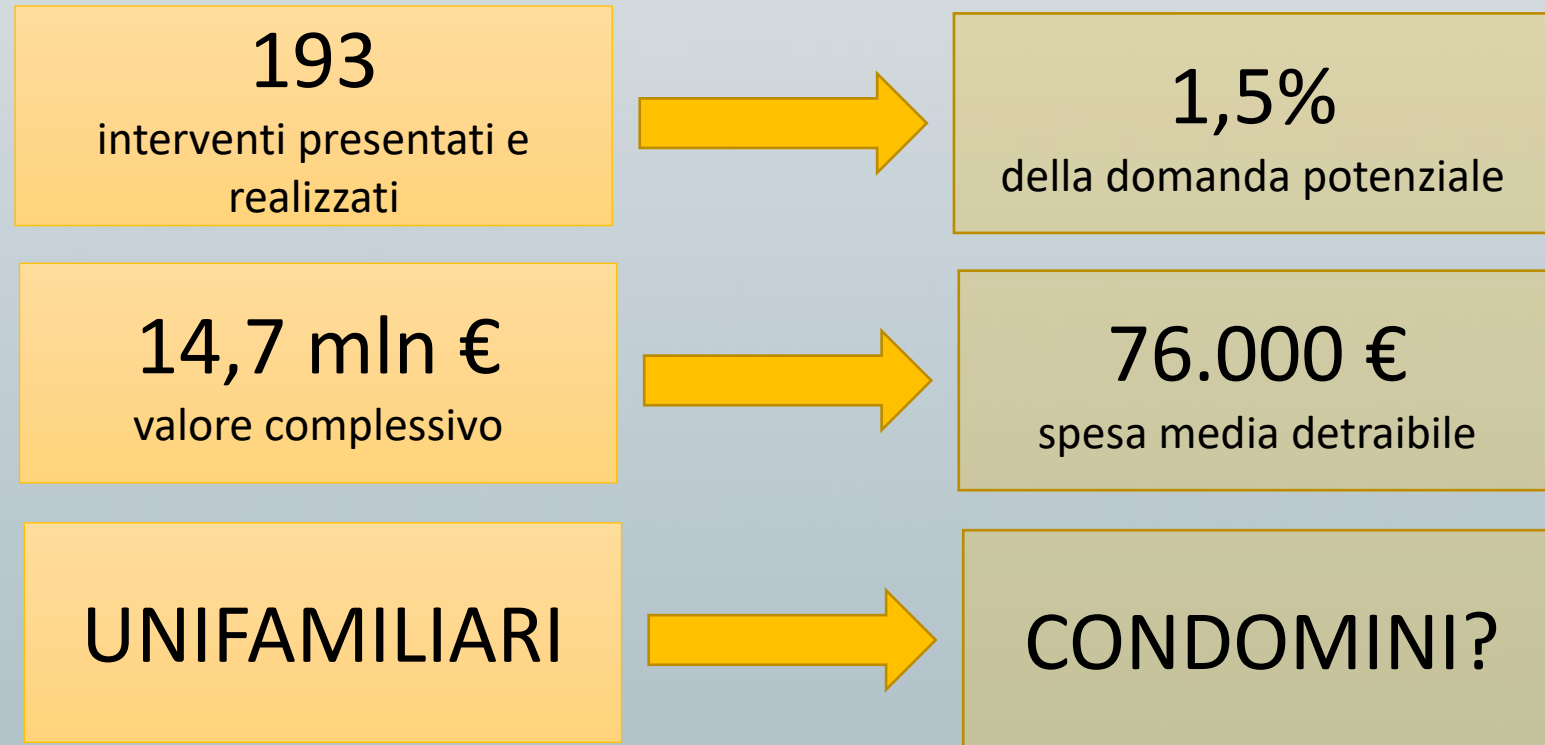 193
interventi presentati e
realizzati
1,5%
della domanda potenziale
14,7 mln €
valore complessivo
76.000 €
spesa media detraibile
UNIFAMILIARI
CONDOMINI?